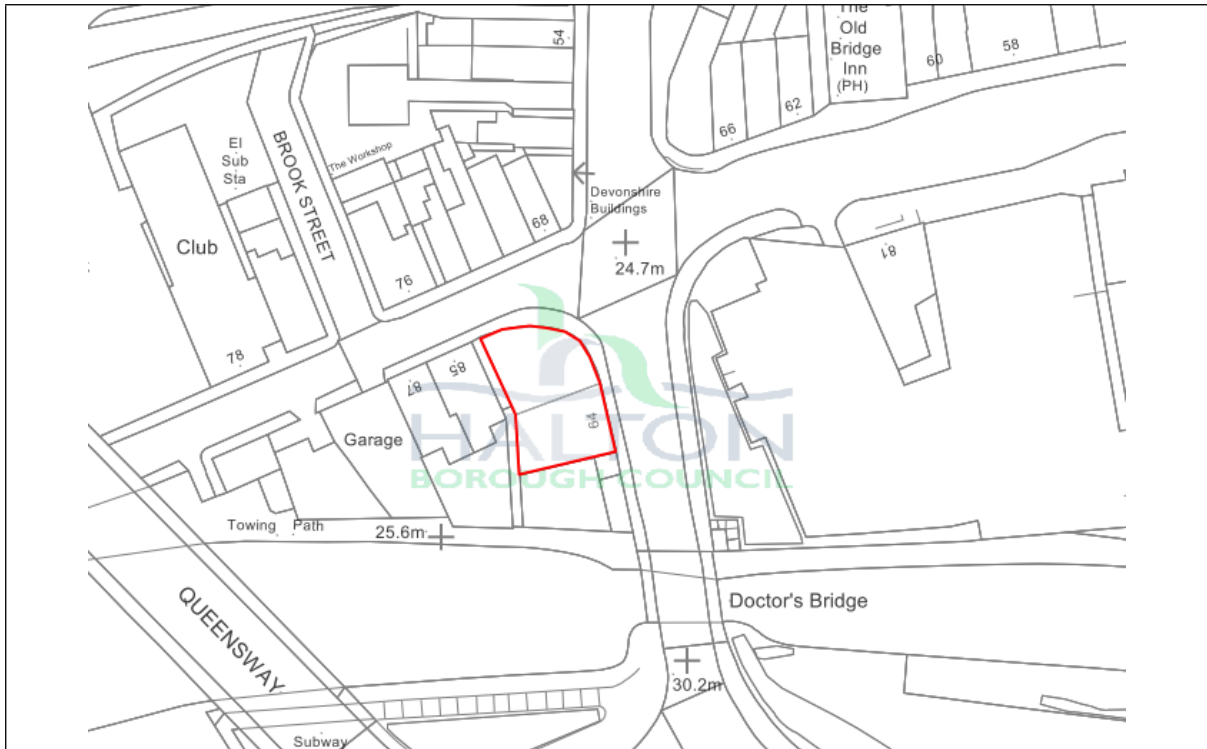 The
Old
Bridge
Inn
(PH)
54
58
60
62
66
El
Sub
Sta
BROOK STREET
The Workshop
Devonshire
Buildings
24.7m
68
76
81
Club
78
85
87
64
HALTON
BOROUGH COUNCIL
Garage
Towing Path
25.6m
QUEENSWAY
Doctor's Bridge
30.2m
Subway